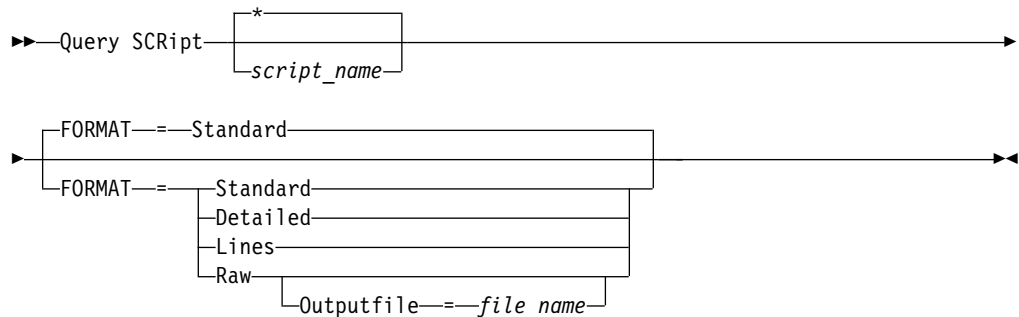 *
Query SCRipt
script_name
FORMAT = Standard
FORMAT = Standard
Detailed
Lines
Raw
Outputfile = file name